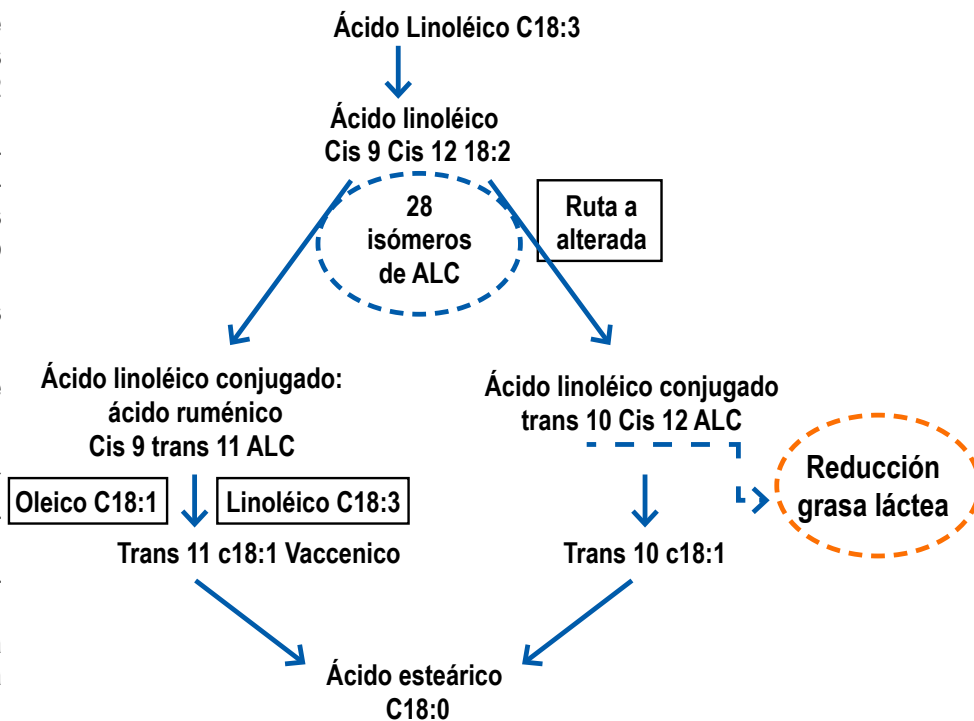 Ácido Linoléico C18:3
Ácido linoléico
Cis 9 Cis 12 18:2
28
isómeros
de ALC
Ruta a
alterada
Ácido linoléico conjugado:
ácido ruménico
Cis 9 trans 11 ALC
Ácido linoléico conjugado
trans 10 Cis 12 ALC
Oleico C18:1
Linoléico C18:3
Reducción
grasa láctea
Trans 11 c18:1 Vaccenico
Trans 10 c18:1
Ácido esteárico
C18:0